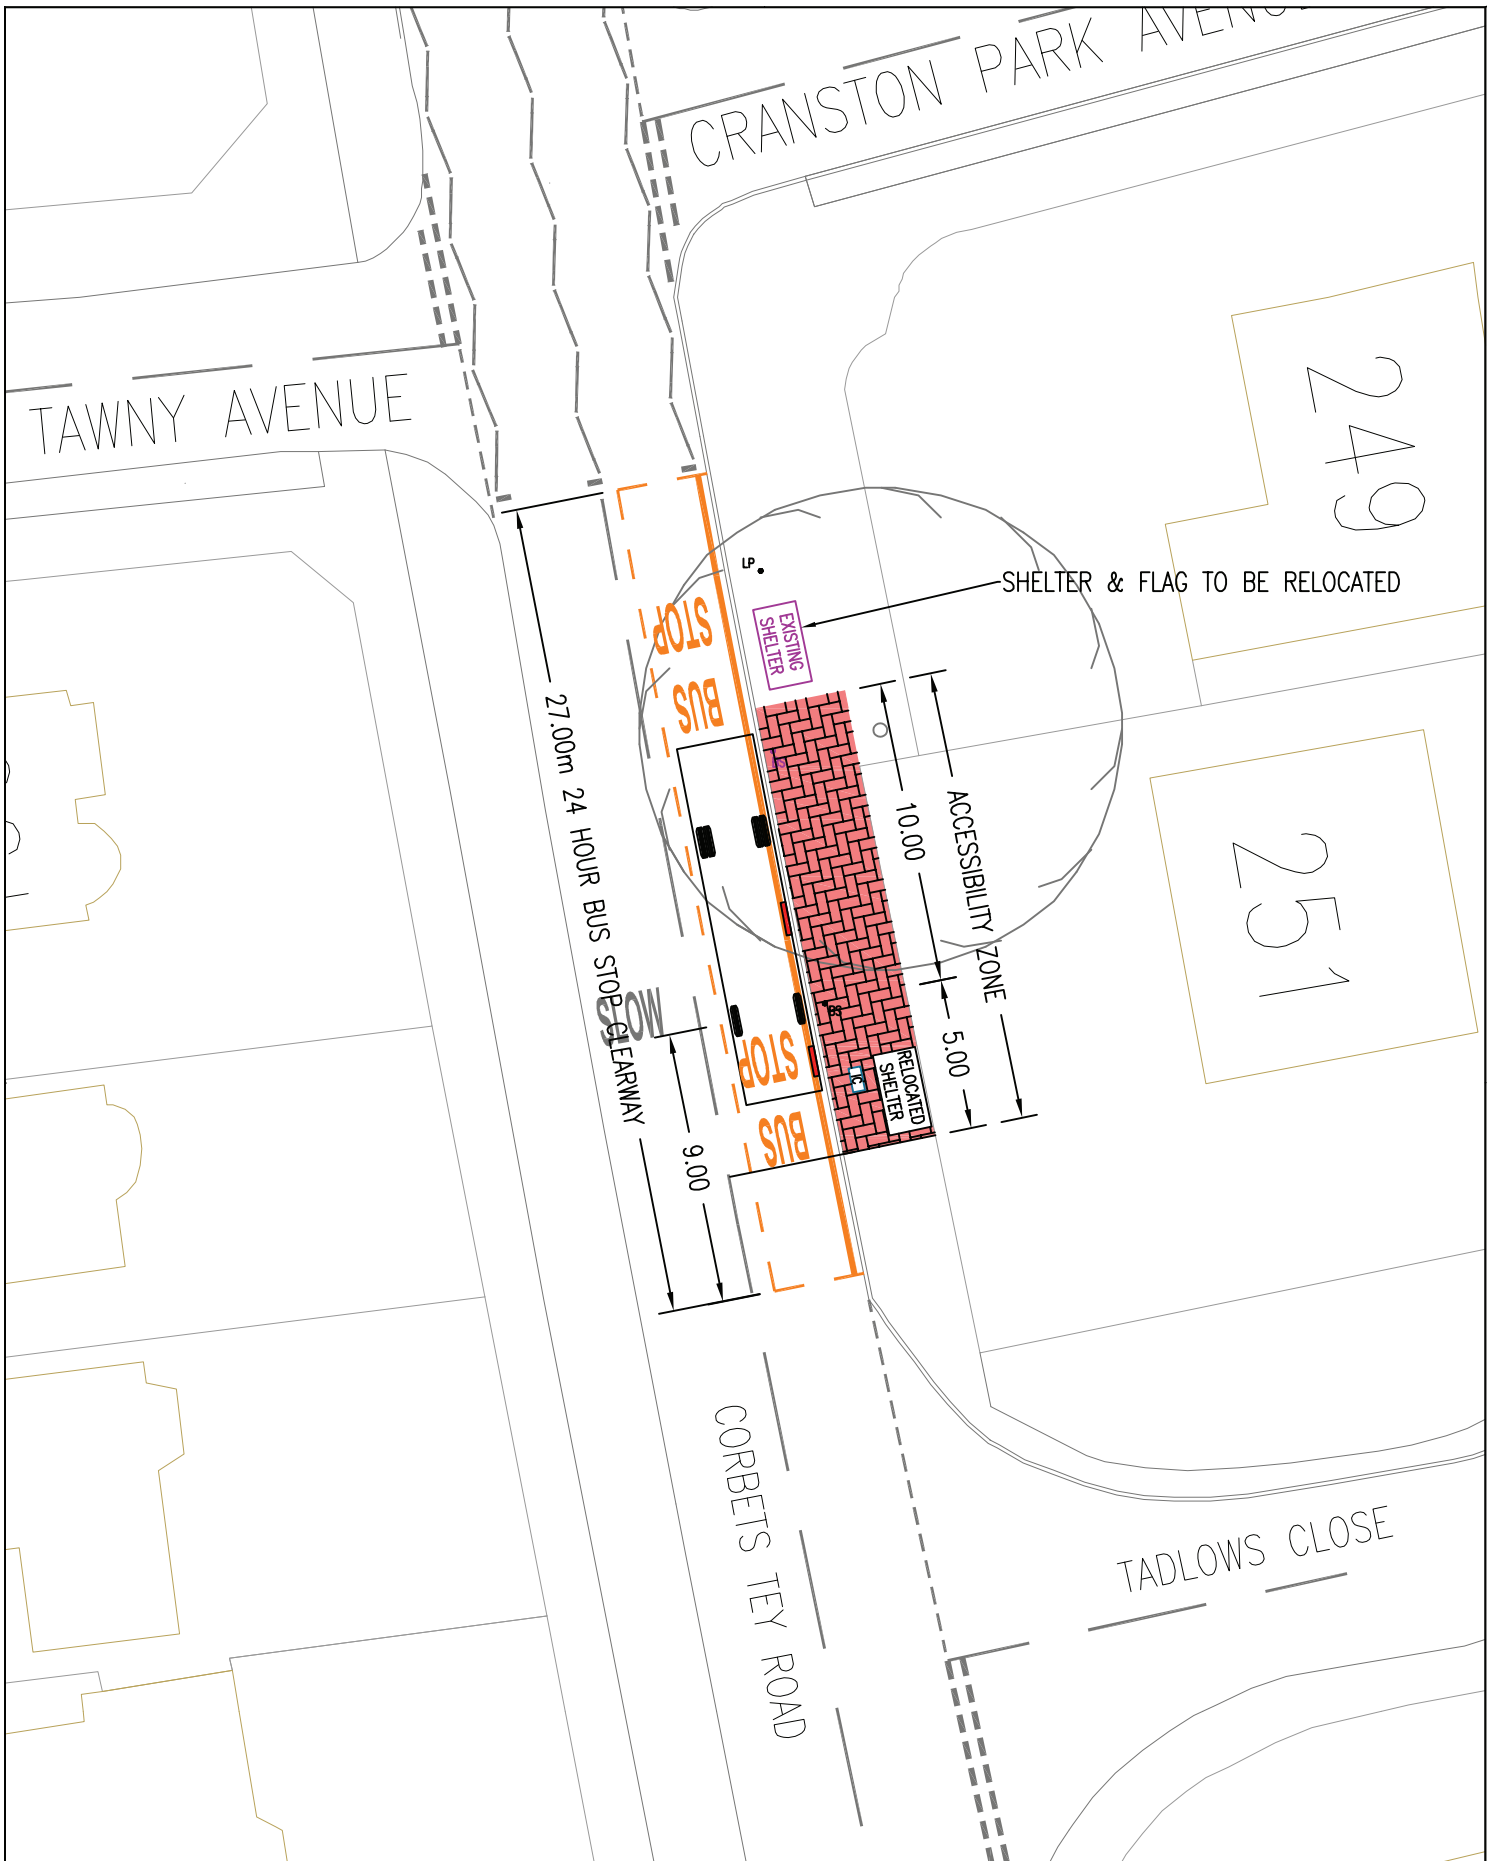 CRANSTON PARK
TAWNY AVENUE
249
LP
SHELTER & FLAG TO BE RELOCATED
EXISTING
SHELTER
STOP
BUS
27.00m 24 HOUR BUS STOP CLEARWAY
10.00
ACCESSIBILITY ZONE
251
SLOW
BS
5.00
STOP
IC
RELOCATED
SHELTER
BUS
9.00
CORBETS TEY ROAD
TADLOWS CLOSE